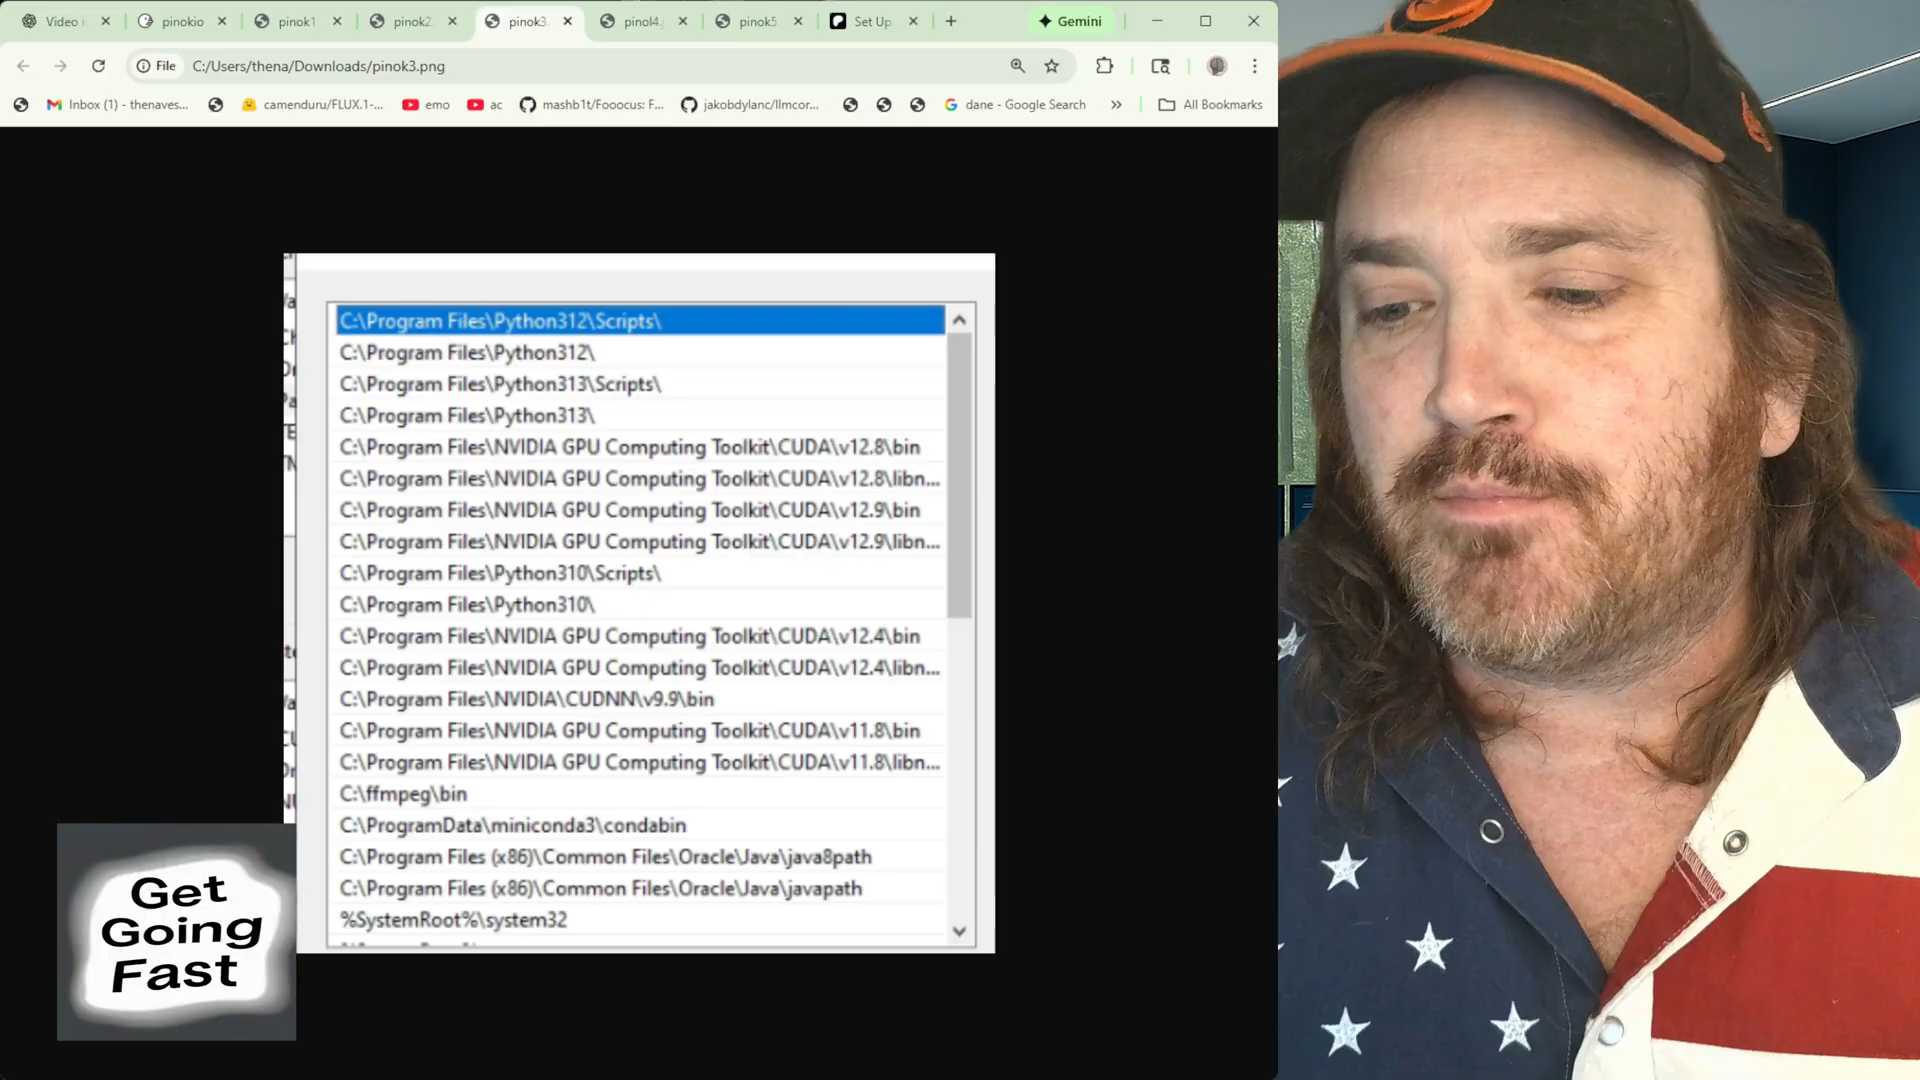 Video i
pinokio
pinok1
pinok2.
pinok3.
pinol4.j
pinok5
Set Up
Gemini
File
C:/Users/thena/Downloads/pinok3.png
Inbox (1) - thenaves...
camenduru/FLUX.1-...
emo
ac
mashb1t/Fooocus: F...
jakobdylanc/llmcor...
dane - Google Search
All Bookmarks
C:\Program Files\Python312\Scripts\
C:\Program Files\Python312\
C:\Program Files\Python313\Scripts\
C:\Program Files\Python313\
C:\Program Files\NVIDIA GPU Computing Toolkit\CUDA\v12.8\bin
C:\Program Files\NVIDIA GPU Computing Toolkit\CUDA\v12.8\libn...
C:\Program Files\NVIDIA GPU Computing Toolkit\CUDA\v12.9\bin
C:\Program Files\NVIDIA GPU Computing Toolkit\CUDA\v12.9\libn...
C:\Program Files\Python310\Scripts\
C:\Program Files\Python310\
C:\Program Files\NVIDIA GPU Computing Toolkit\CUDA\v12.4\bin
C:\Program Files\NVIDIA GPU Computing Toolkit\CUDA\v12.4\libn...
C:\Program Files\NVIDIA\CUDNN\v9.9\bin
C:\Program Files\NVIDIA GPU Computing Toolkit\CUDA\v11.8\bin
C:\Program Files\NVIDIA GPU Computing Toolkit\CUDA\v11.8\libn...
C:\ffmpeg\bin
C:\ProgramData\miniconda3\condabin
C:\Program Files (x86)\Common Files\Oracle\Java\java8path
C:\Program Files (x86)\Common Files\Oracle\Java\javapath
%SystemRoot%\system32
Get
Going
Fast